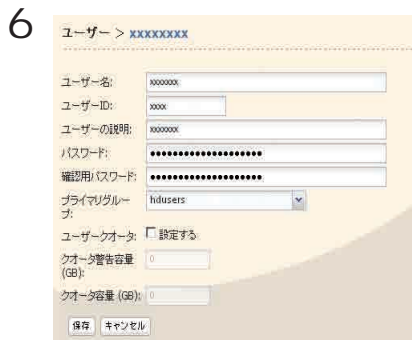 6
ユーザー > xxxxxxxx
ユーザー名: xxxxxxx
ユーザーID: xxxx
ユーザーの説明: xxxxxxx
パスワード: ●●●●●●●●●●●●●●●●●●●●
確認用パスワード: ●●●●●●●●●●●●●●●●●●●●
プライマリグルー hdusers
プ:
ユーザークオータ: 設定する
クオータ警告容量 0
(GB):
クオータ容量 (GB): 0
保存 キャンセル